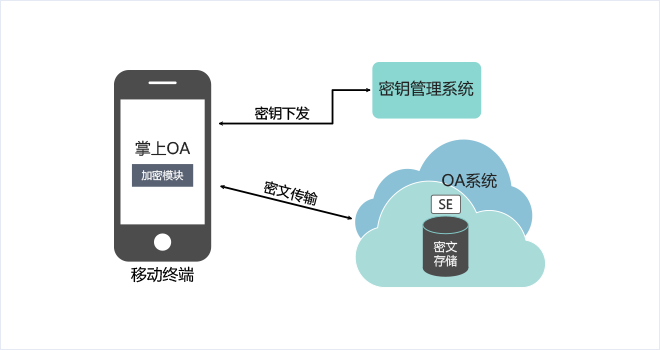 掌上OA
加密模块
移动终端
密钥下发
密钥管理系统
密文传输
OA系统
SE
密文
存储